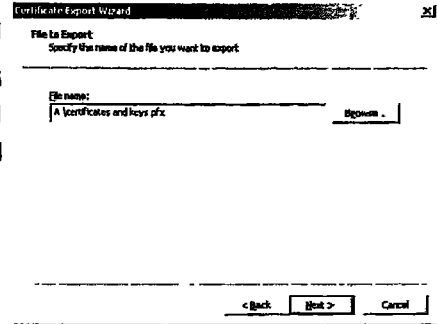 Certificate Export Wizard
File to Export
Specify the name of the file you want to export
File name:
A:\certificates and keys.pfx
Browse...
< Back
Next >
Cancel